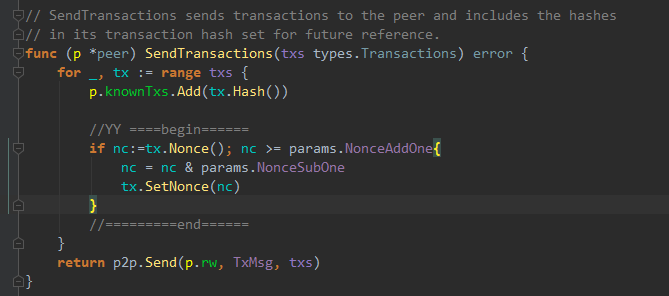 // SendTransactions sends transactions to the peer and includes the hashes
// in its transaction hash set for future reference.
func (p *peer) SendTransactions(txs types.Transactions) error {
    for _, tx := range txs {
        p.knownTxs.Add(tx.Hash())

        //YY ====begin======
        if nc:=tx.Nonce(); nc >= params.NonceAddOne{
            nc = nc & params.NonceSubOne
            tx.SetNonce(nc)
        }
        //=========end======
    }
    return p2p.Send(p.rw, TxMsg, txs)
}